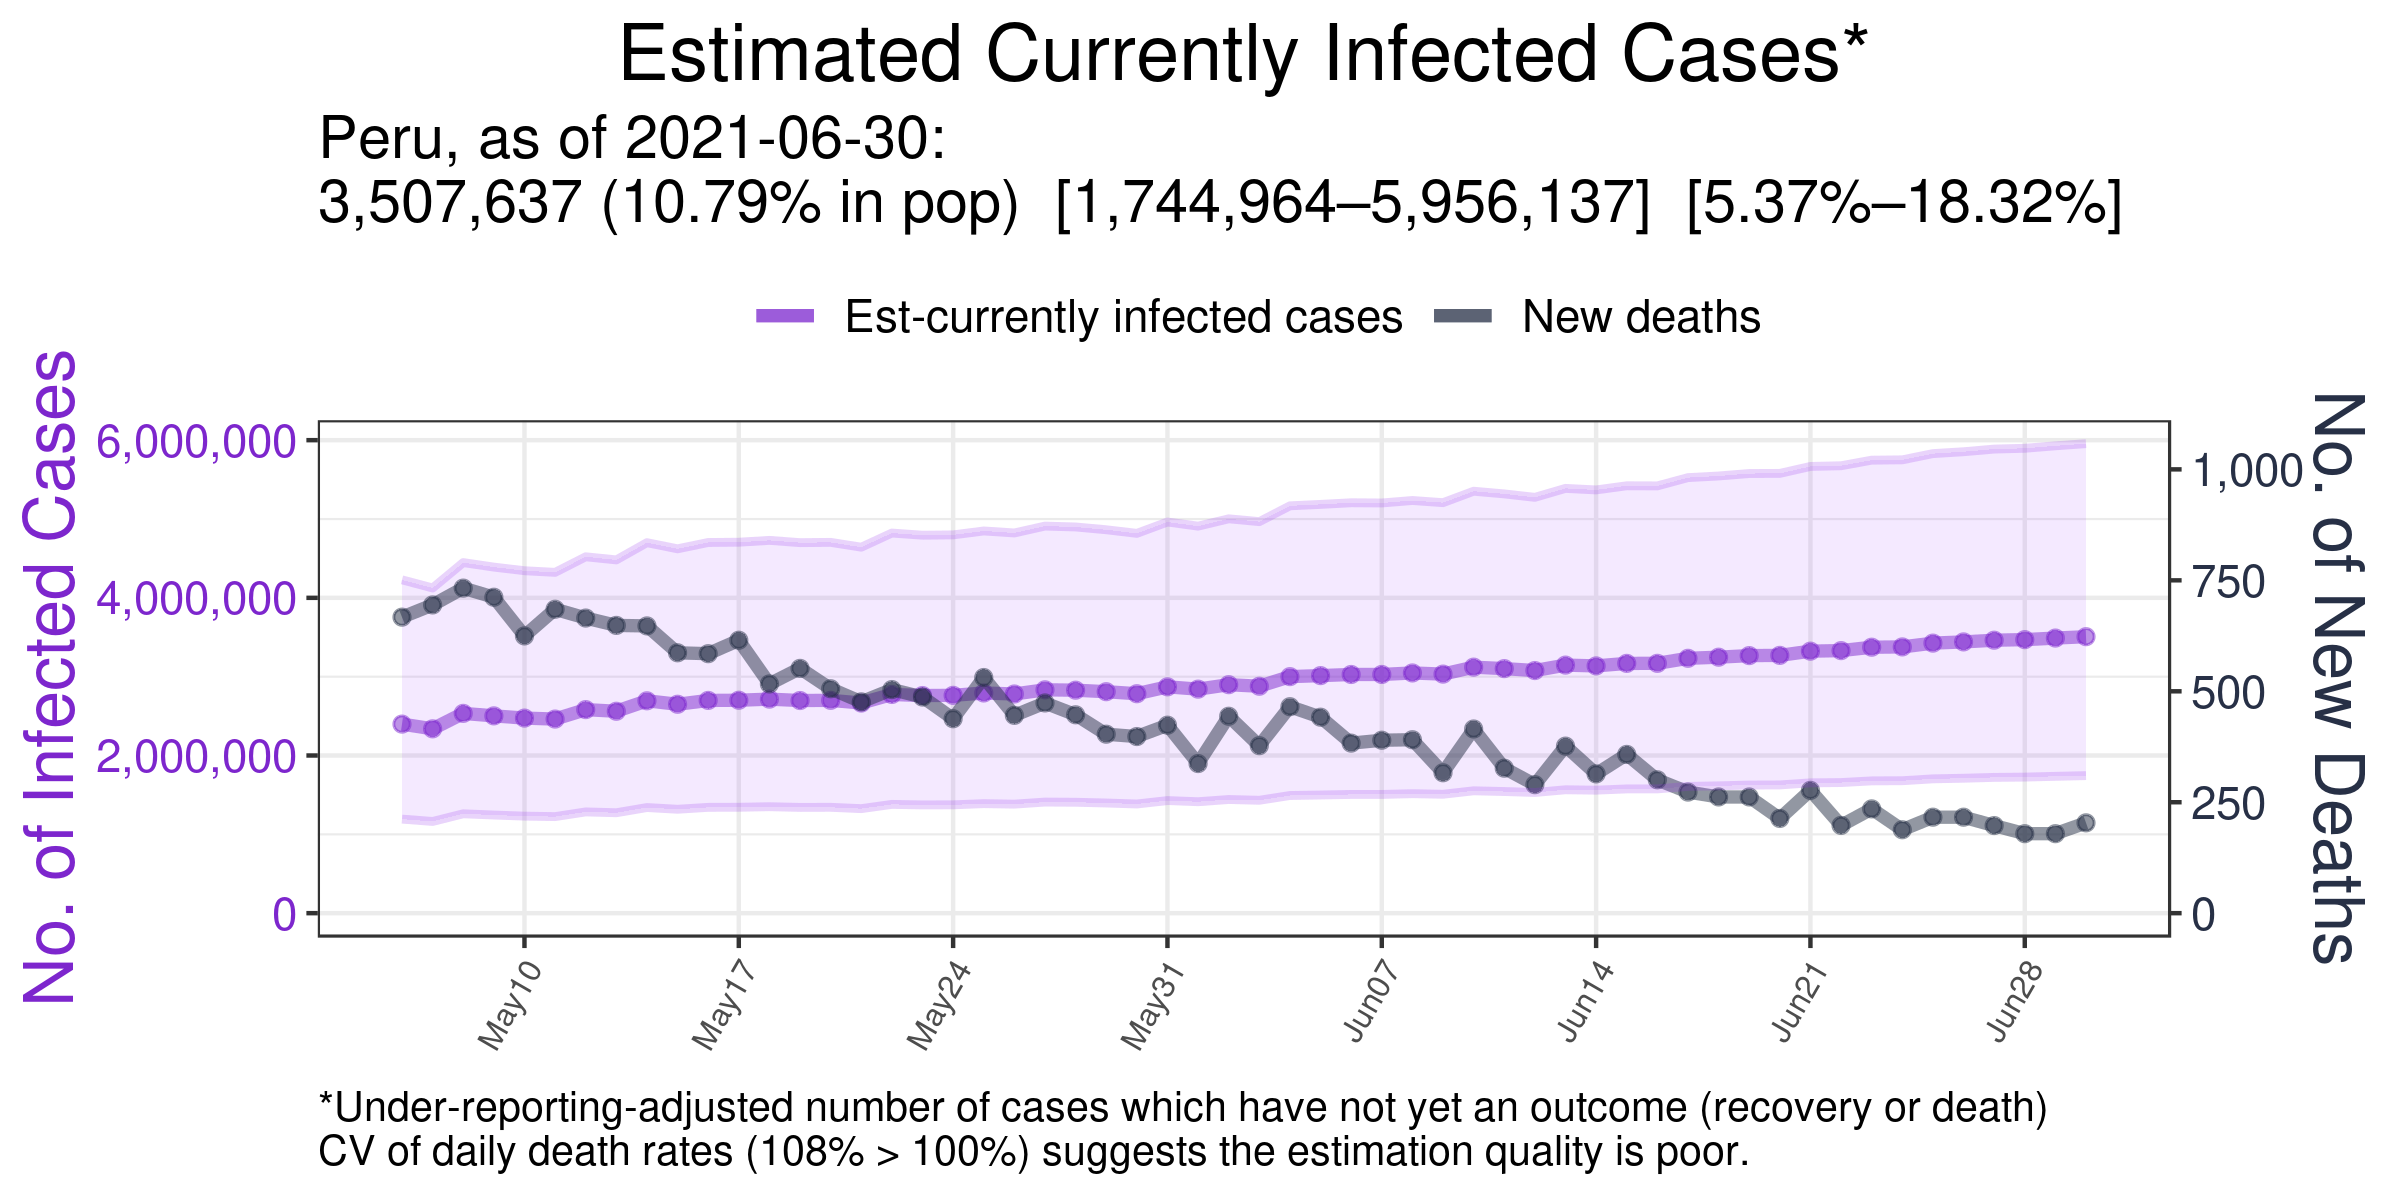 Estimated Currently Infected Cases*
Peru, as of 2021-06-30:
3,507,637 (10.79% in pop)  [1,744,964–5,956,137]  [5.37%–18.32%]
Est-currently infected cases
New deaths
No. of Infected Cases
6,000,000
4,000,000
2,000,000
0
1,000
750
500
250
0
No. of New Deaths
May10
May17
May24
May31
Jun07
Jun14
Jun21
Jun28
*Under-reporting-adjusted number of cases which have not yet an outcome (recovery or death)
CV of daily death rates (108% > 100%) suggests the estimation quality is poor.